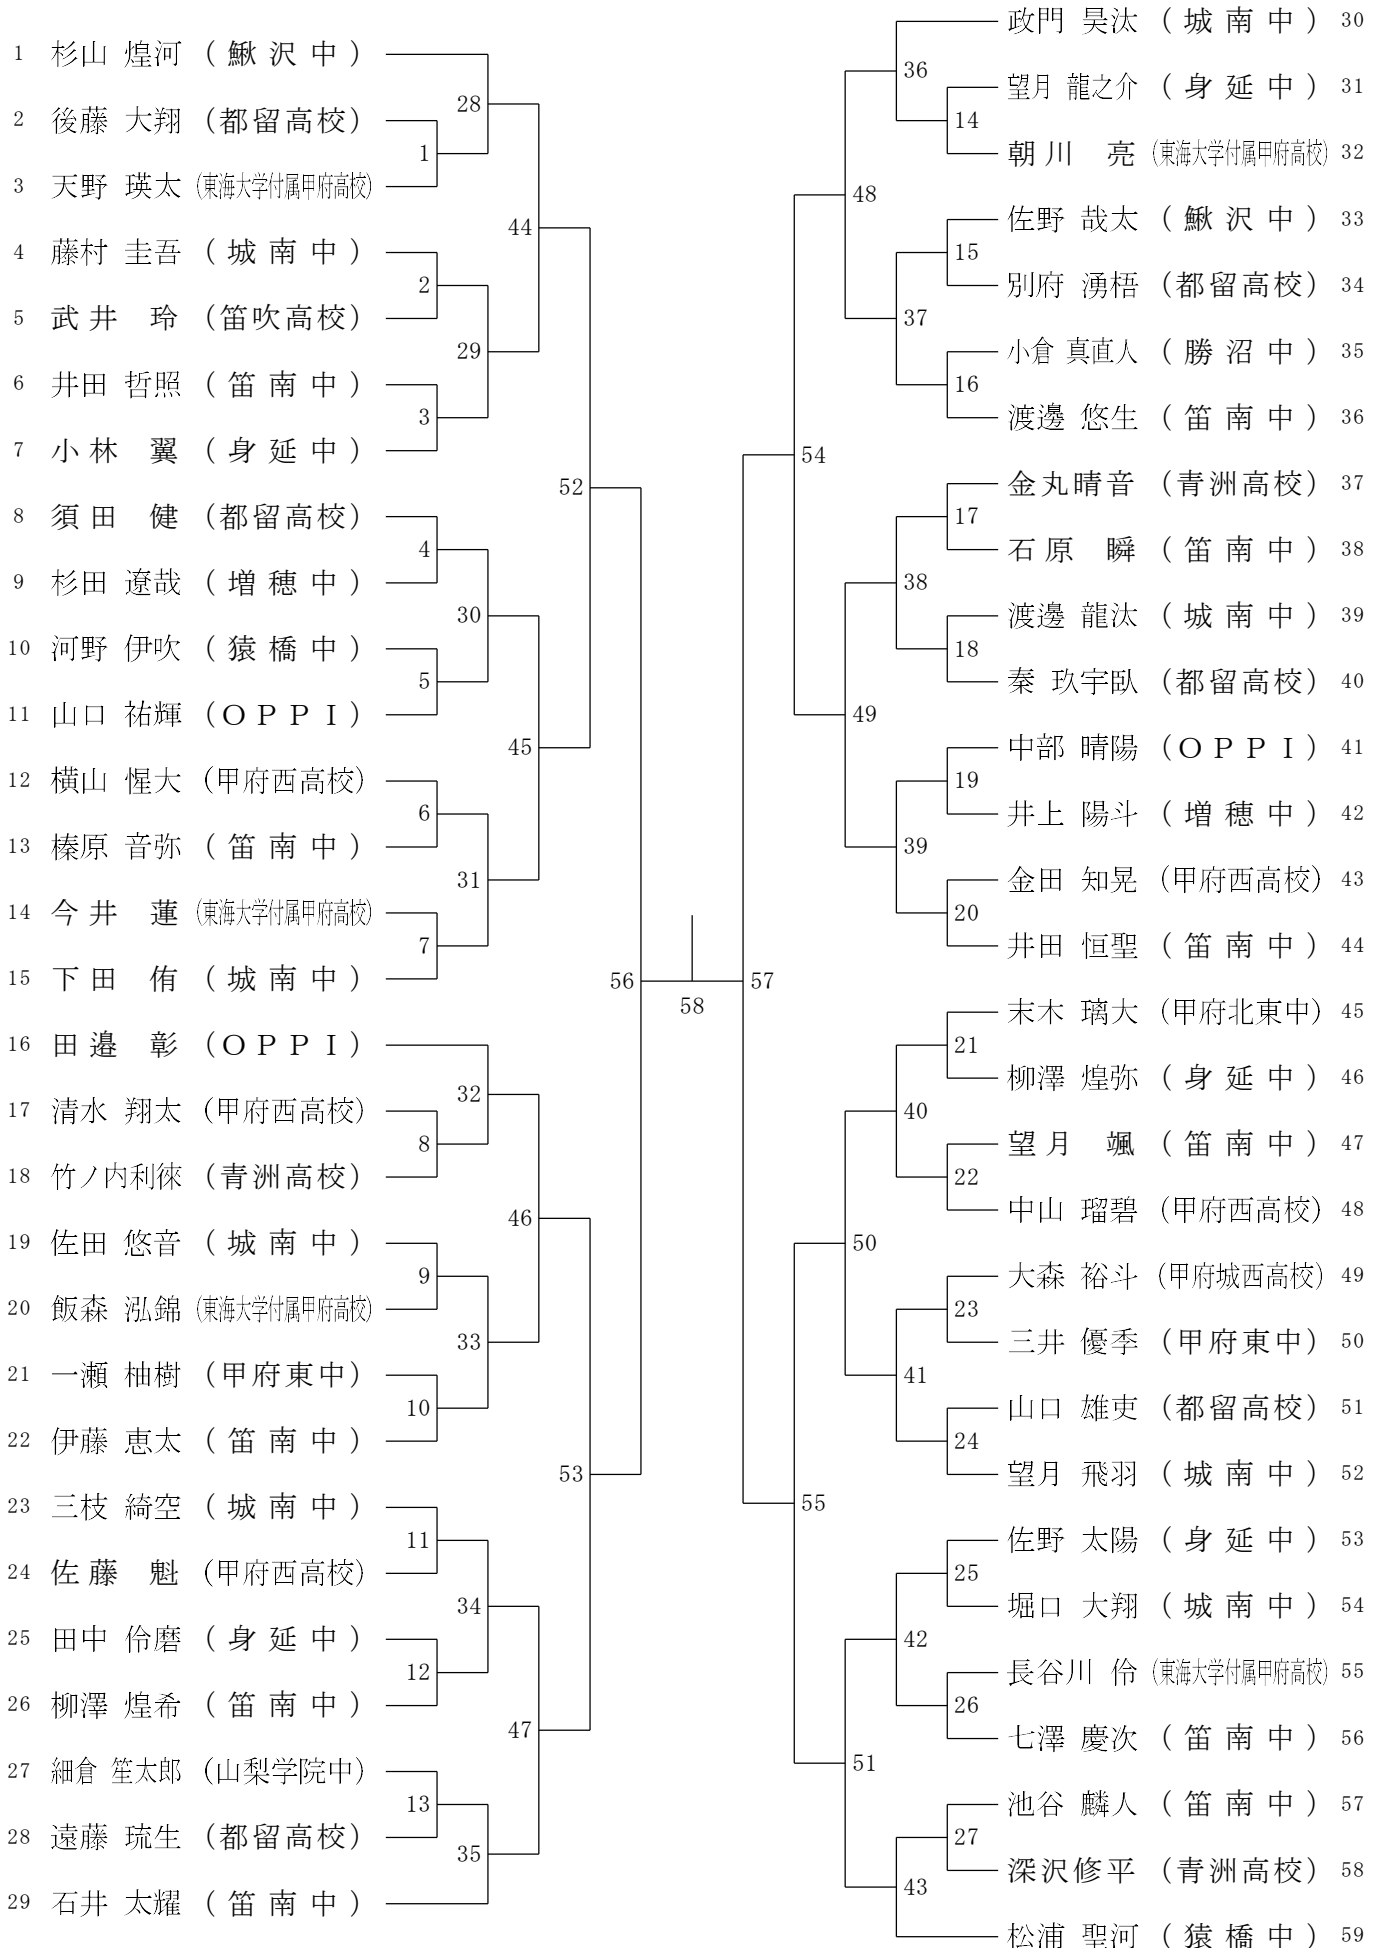 1 杉山 煌河 (鰍沢中)
2 後藤 大翔 (都留高校)
3 天野 瑛太 (東海大学付属甲府高校)
4 藤村 圭吾 (城南中)
5 武井 玲 (笛吹高校)
6 井田 哲照 (笛南中)
7 小林 翼 (身延中)
8 須田 健 (都留高校)
9 杉田 遼哉 (増穂中)
10 河野 伊吹 (猿橋中)
11 山口 祐輝 (OPPI)
12 横山 惺大 (甲府西高校)
13 榛原 音弥 (笛南中)
14 今井 蓮 (東海大学付属甲府高校)
15 下田 侑 (城南中)
16 田邉 彰 (OPPI)
17 清水 翔太 (甲府西高校)
18 竹ノ内利徠 (青洲高校)
19 佐田 悠音 (城南中)
20 飯森 泓錦 (東海大学付属甲府高校)
21 一瀬 柚樹 (甲府東中)
22 伊藤 恵太 (笛南中)
23 三枝 綺空 (城南中)
24 佐藤 魁 (甲府西高校)
25 田中 伶磨 (身延中)
26 柳澤 煌希 (笛南中)
27 細倉 笙太郎 (山梨学院中)
28 遠藤 琉生 (都留高校)
29 石井 太耀 (笛南中)
1
2
3
4
5
6
7
8
9
10
11
12
13
28
29
30
31
32
33
34
35
44
45
46
47
52
53
56
58
57
54
55
48
49
50
51
36
37
38
39
40
41
42
43
14
15
16
17
18
19
20
21
22
23
24
25
26
27
政門 昊汰 (城南中) 30
望月 龍之介 (身延中) 31
朝川 亮 (東海大学付属甲府高校) 32
佐野 哉太 (鰍沢中) 33
別府 湧梧 (都留高校) 34
小倉 真直人 (勝沼中) 35
渡邊 悠生 (笛南中) 36
金丸晴音 (青洲高校) 37
石原 瞬 (笛南中) 38
渡邊 龍汰 (城南中) 39
秦 玖宇臥 (都留高校) 40
中部 晴陽 (OPPI) 41
井上 陽斗 (増穂中) 42
金田 知晃 (甲府西高校) 43
井田 恒聖 (笛南中) 44
末木 璃大 (甲府北東中) 45
柳澤 煌弥 (身延中) 46
望月 颯 (笛南中) 47
中山 瑠碧 (甲府西高校) 48
大森 裕斗 (甲府城西高校) 49
三井 優季 (甲府東中) 50
山口 雄吏 (都留高校) 51
望月 飛羽 (城南中) 52
佐野 太陽 (身延中) 53
堀口 大翔 (城南中) 54
長谷川 伶 (東海大学付属甲府高校) 55
七澤 慶次 (笛南中) 56
池谷 麟人 (笛南中) 57
深沢修平 (青洲高校) 58
松浦 聖河 (猿橋中) 59